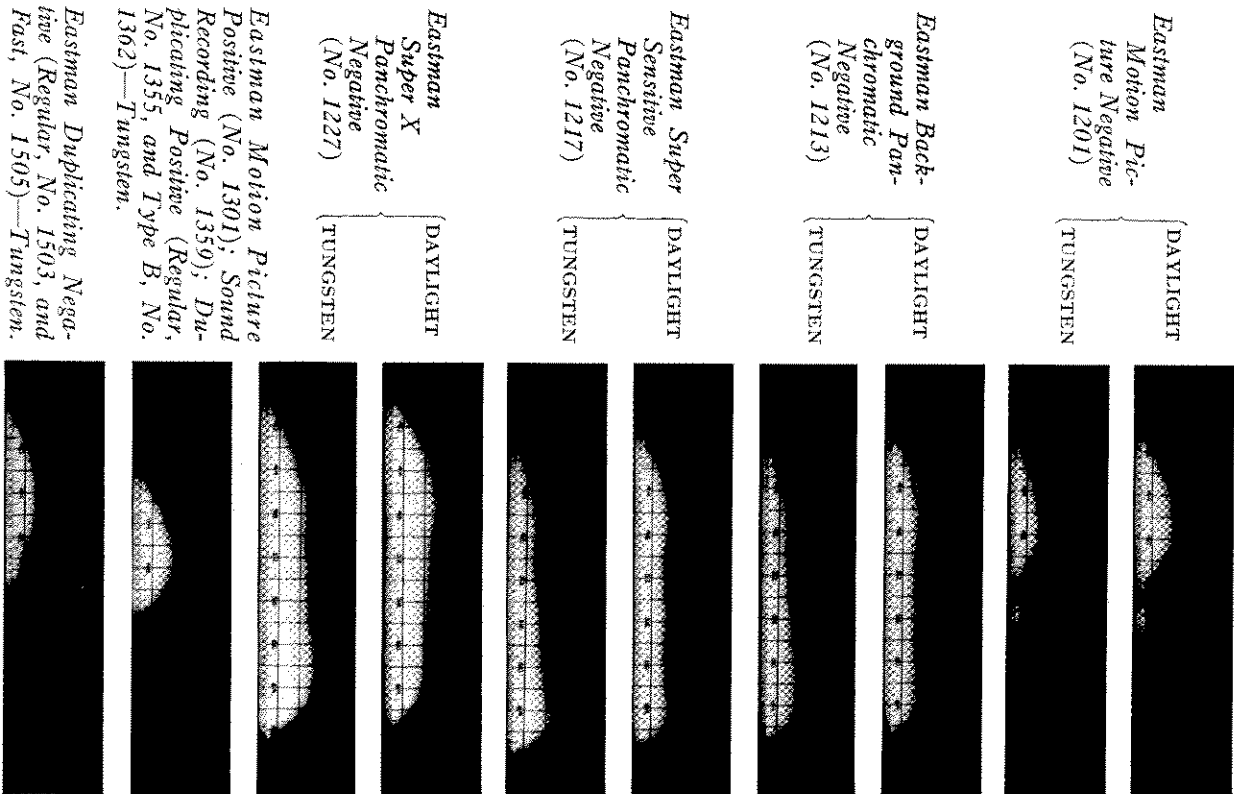 Eastman
Motion Pic-
ture Negative
(No. 1201)
DAYLIGHT
TUNGSTEN
Eastman Back-
ground Pan-
chromatic
Negative
(No. 1213)
DAYLIGHT
TUNGSTEN
Eastman Super
Sensitive
Panchromatic
Negative
(No. 1217)
DAYLIGHT
TUNGSTEN
Eastman
Super X
Panchromatic
Negative
(No. 1227)
DAYLIGHT
TUNGSTEN
Eastman Motion Picture
Positive (No. 1301); Sound
Recording (No. 1359); Du-
plicating Positive (Regular,
No. 1355, and Type B, No.
1362)—Tungsten.
Eastman Duplicating Nega-
tive (Regular, No. 1503, and
Fast, No. 1505)—Tungsten.